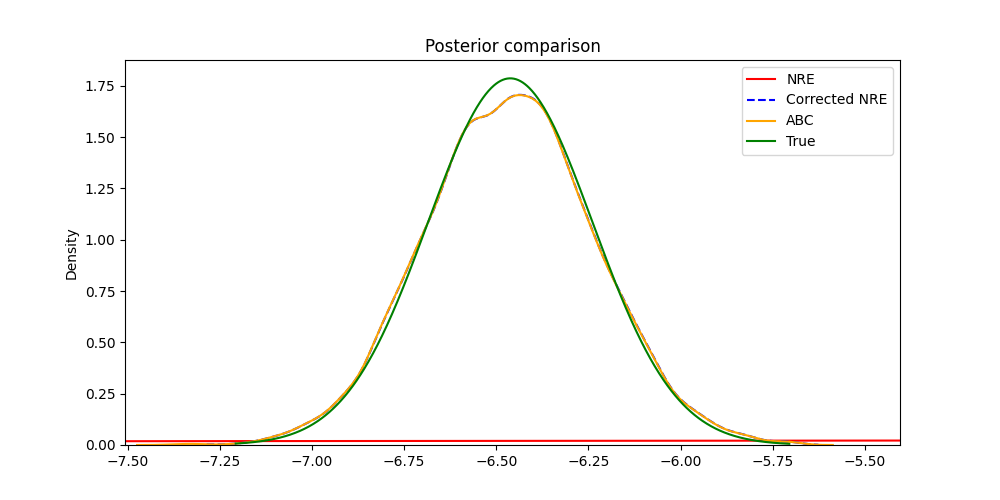 Posterior comparison
NRE
Corrected NRE
ABC
True
Density
1.75
1.50
1.25
1.00
0.75
0.50
0.25
0.00
−7.50 −7.25 −7.00 −6.75 −6.50 −6.25 −6.00 −5.75 −5.50